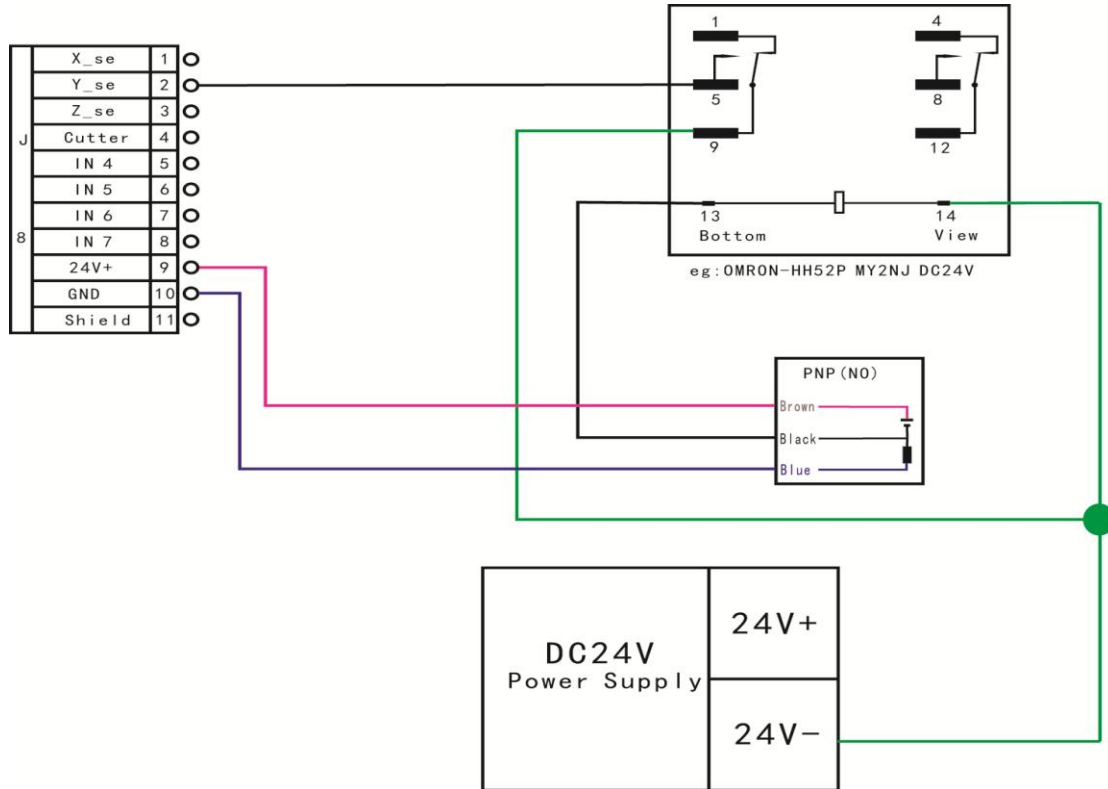 J
8
X_se 1
Y_se 2
Z_se 3
Cutter 4
IN 4 5
IN 5 6
IN 6 7
IN 7 8
24V+ 9
GND 10
Shield 11
1 4
5 8
9 12
13 14
Bottom View
eg:OMRON-HH52P MY2NJ DC24V
PNP(NO)
Brown
Black
Blue
DC24V
Power Supply
24V+
24V-